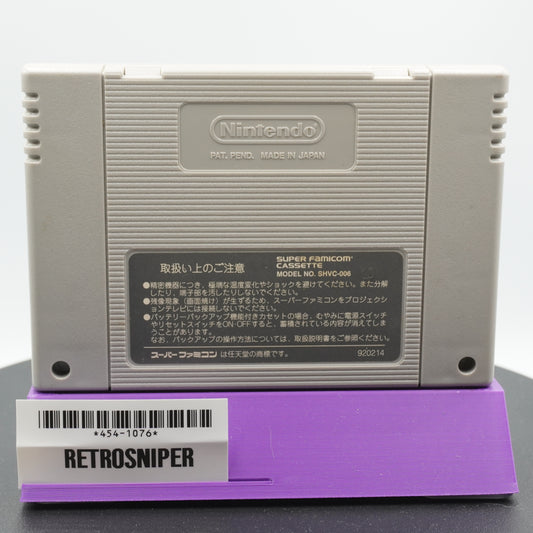 Nintendo
PAT. PEND. MADE IN JAPAN
取扱い上のご注意
SUPER FAMICOM
CASSETTE
MODEL NO. SHVC-006
●精密機器につき、極端な温度変化やショックを避けてください。また分解
したり、端子部を汚したりしないでください。
●残像現象（画面焼け）が生ずるため、スーパーファミコンをプロジェクシ
ョンテレビには接続しないでください。
●バッテリーバックアップ機能付きカセットの場合、むやみに電源スイッチ
やリセットスイッチをON・OFFすると、蓄積されている内容が消えてしま
うことがあります。
なお、バックアップの操作方法については、取扱説明書をご参照ください。
スーパーファミコン は任天堂の商標です。
920214
*454-1076*
RETROSNIPER